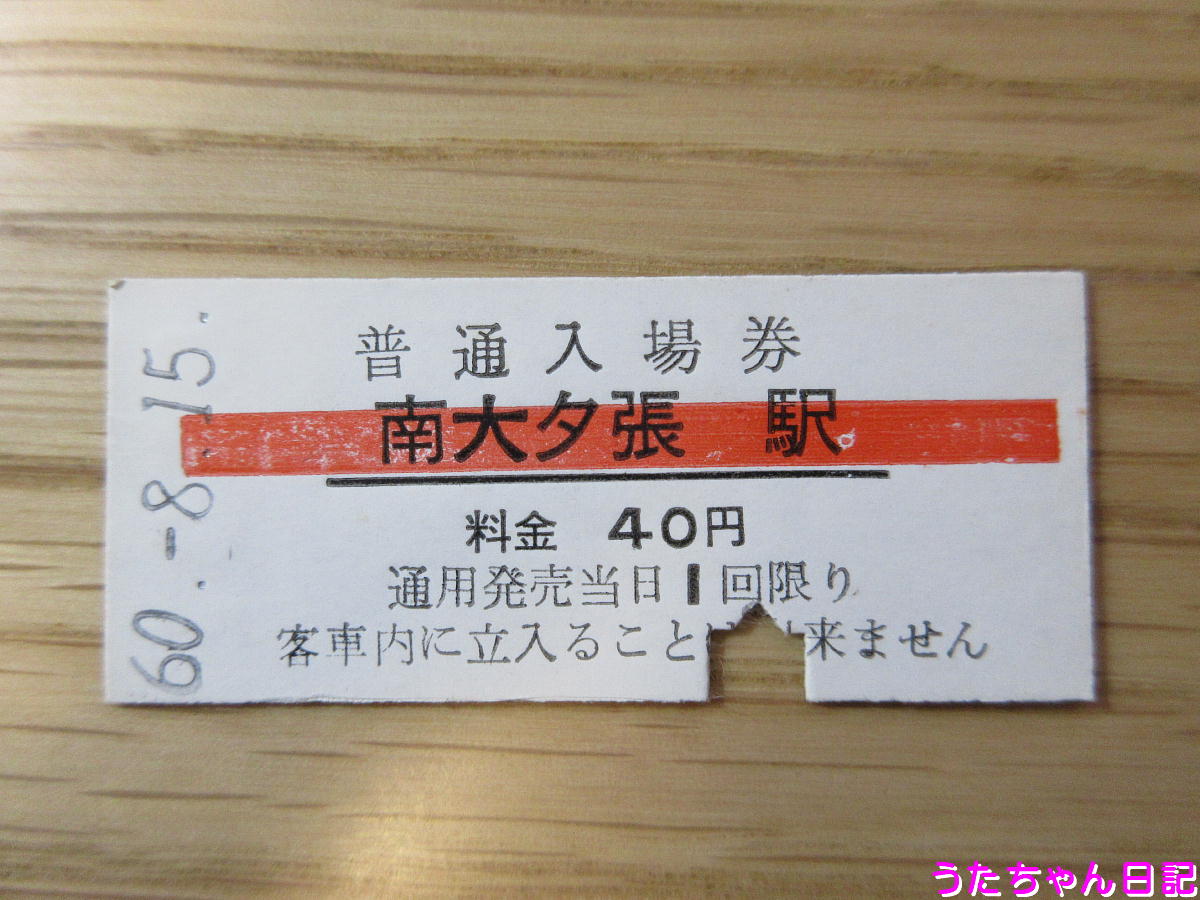 普通入場券
南大夕張 駅
料金 40円
通用発売当日1回限り
客車内に立入ること 来ません
60.-8.15.
うたちゃん日記